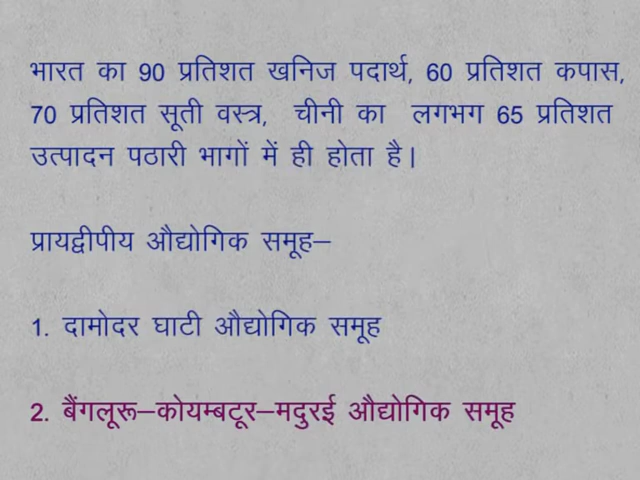 भारत का 90 प्रतिशत खनिज पदार्थ, 60 प्रतिशत कपास,
70 प्रतिशत सूती वस्त्र, चीनी का लगभग 65 प्रतिशत
उत्पादन पठारी भागों में ही होता है।
प्रायद्वीपीय औद्योगिक समूह–
1. दामोदर घाटी औद्योगिक समूह
2. बैंगलूरू–कोयम्बटूर–मदुरई औद्योगिक समूह